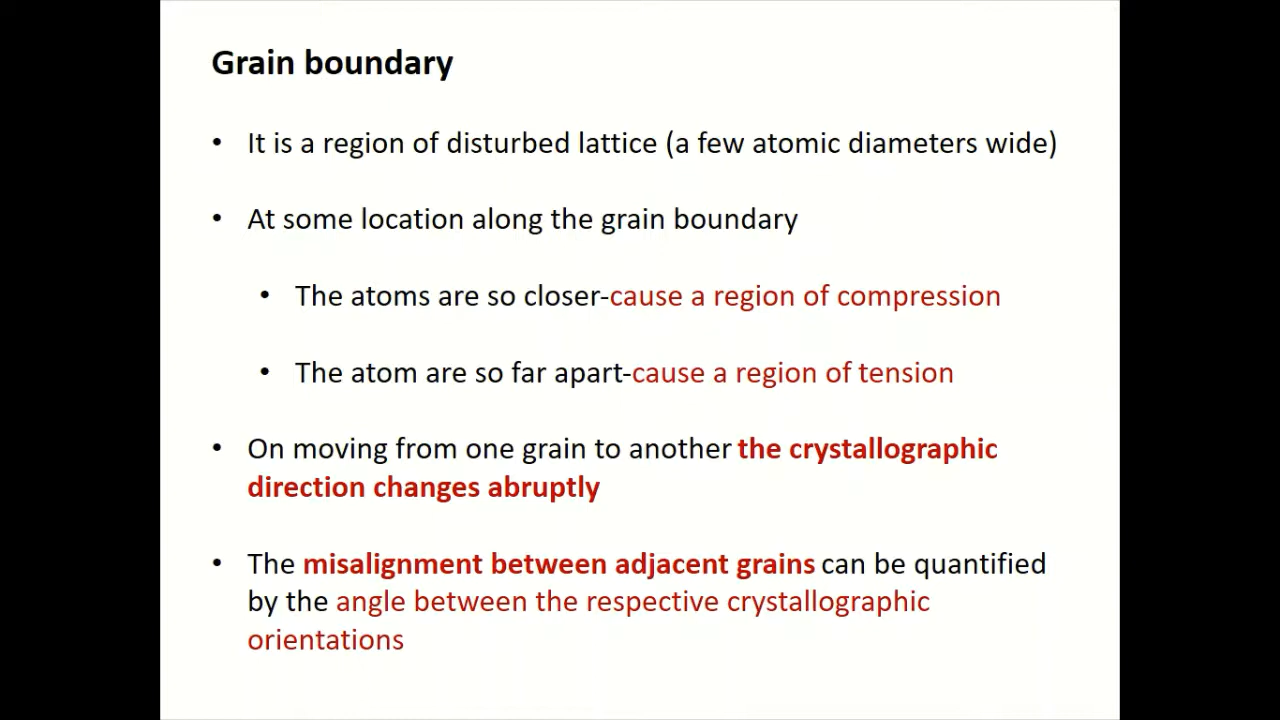 Grain boundary
• It is a region of disturbed lattice (a few atomic diameters wide)
• At some location along the grain boundary
• The atoms are so closer-cause a region of compression
• The atom are so far apart-cause a region of tension
• On moving from one grain to another the crystallographic
direction changes abruptly
• The misalignment between adjacent grains can be quantified
by the angle between the respective crystallographic
orientations